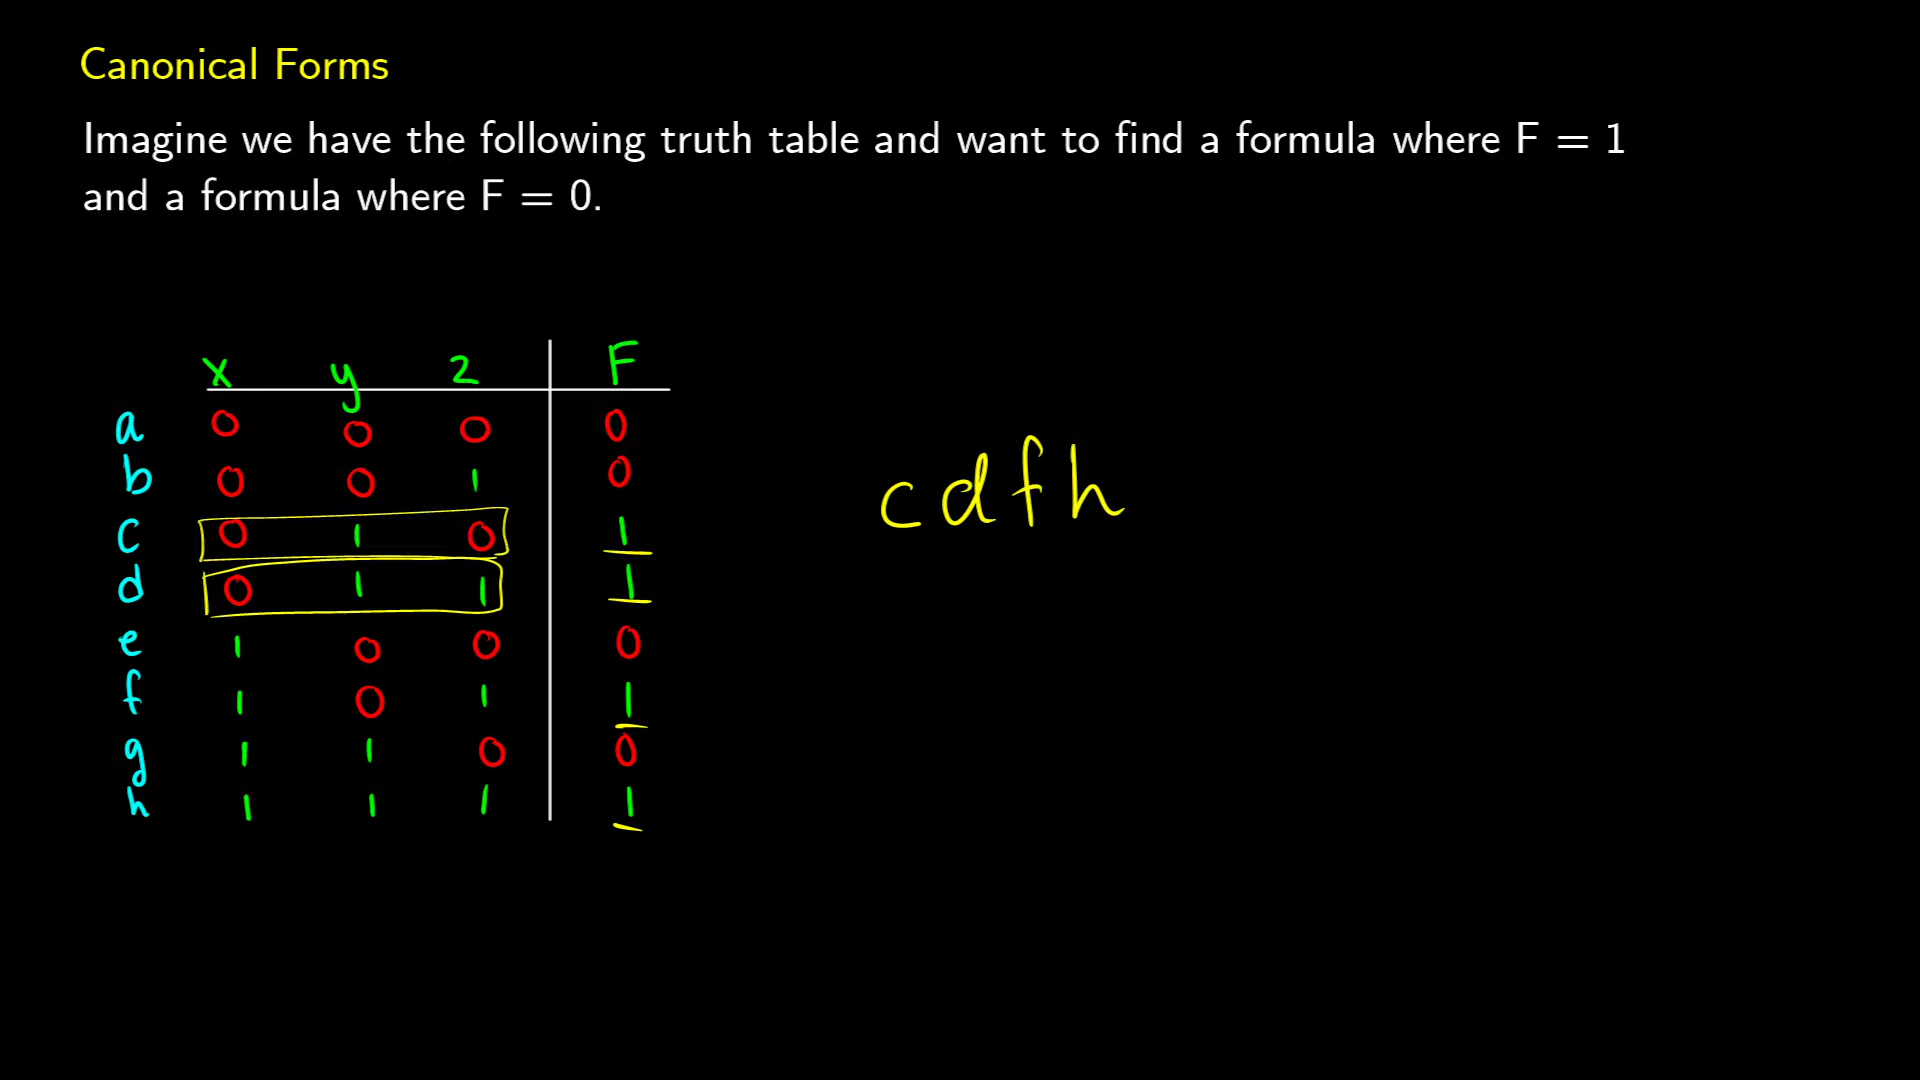 Canonical Forms
Imagine we have the following truth table and want to find a formula where F = 1
and a formula where F = 0.
x y z F
a 0 0 0 0
b 0 0 1 0
c 0 1 0 1
d 0 1 1 1
e 1 0 0 0
f 1 0 1 1
g 1 1 0 0
h 1 1 1 1
c d f h